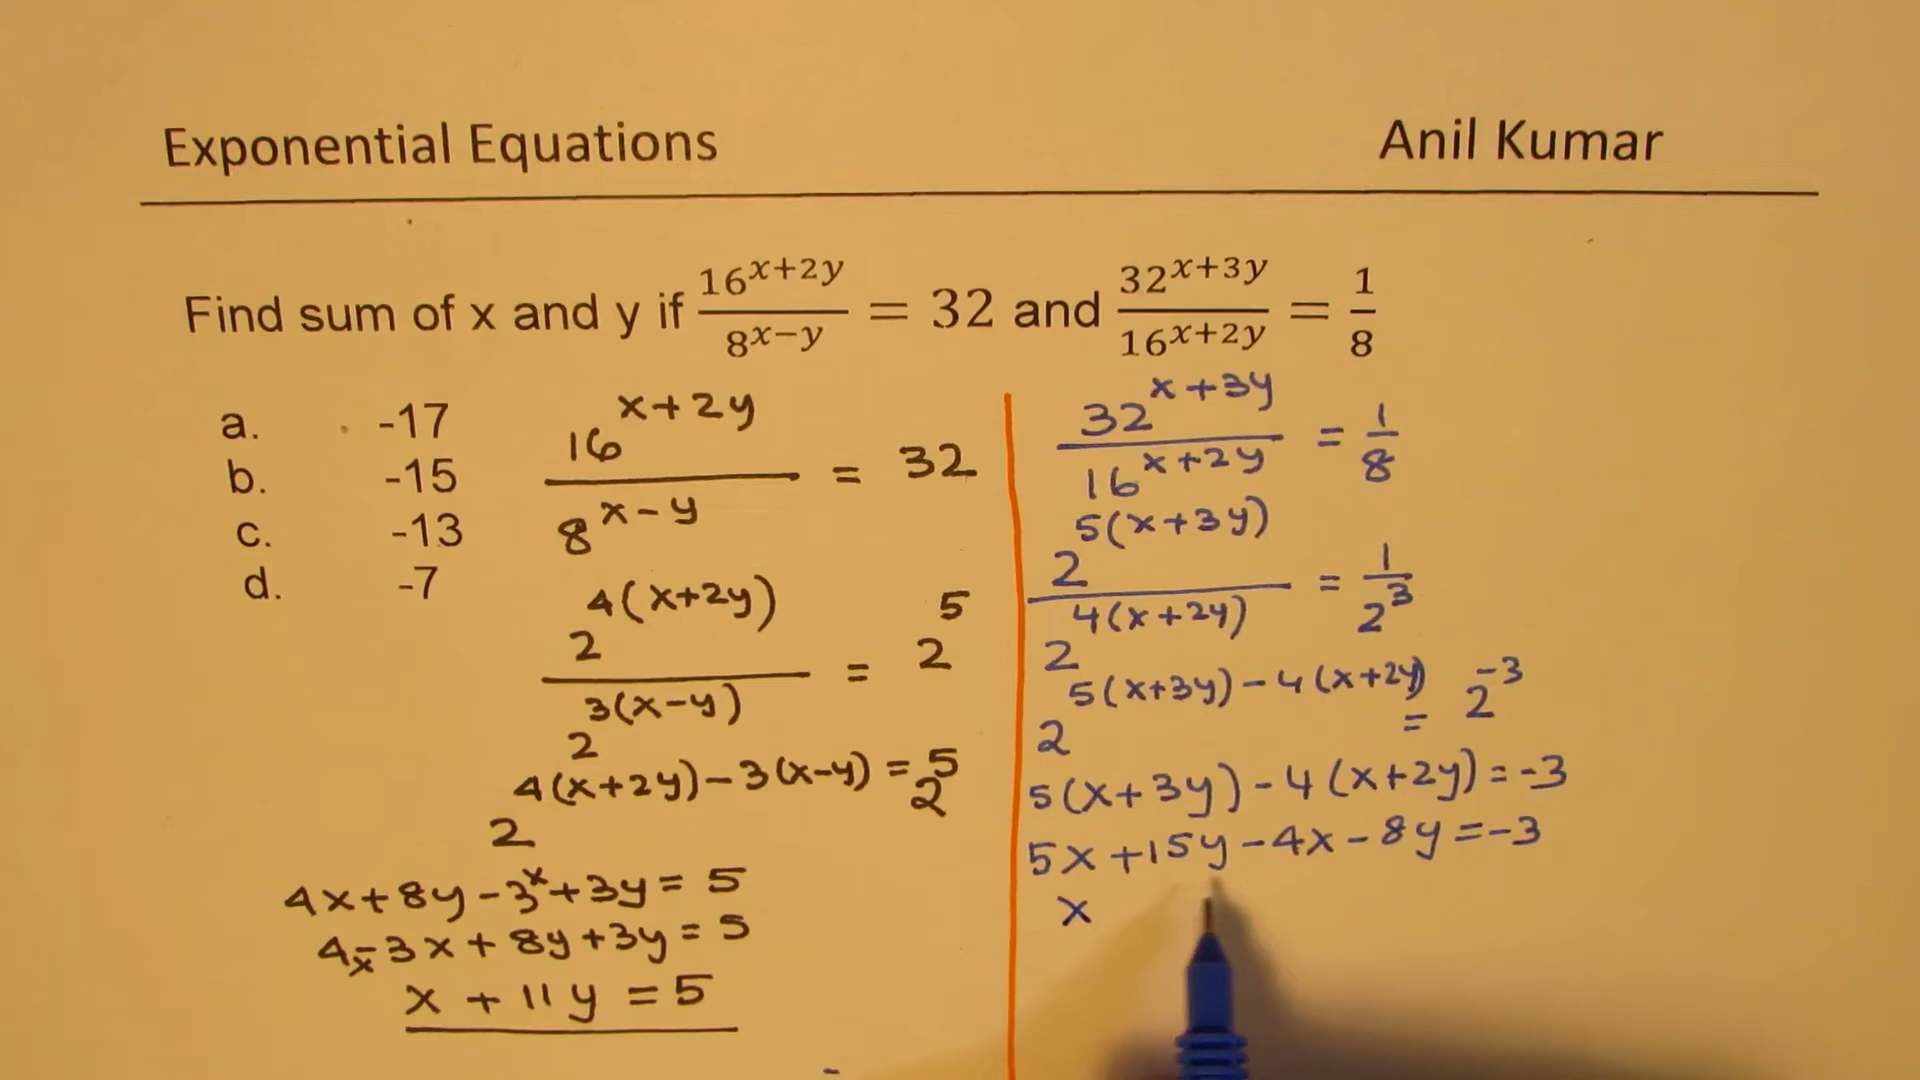 Exponential Equations Anil Kumar
Find sum of x and y if 16^{x+2y}/8^{x−y} = 32 and 32^{x+3y}/16^{x+2y} = 1/8
a. -17
b. -15
c. -13
d. -7
16^{x+2y}/8^{x-y} = 32
2^{4(x+2y)}/2^{3(x-y)} = 2^5
2^{4(x+2y)-3(x-y)} = 2^5
4x+8y-3x+3y = 5
4x-3x+8y+3y = 5
x + 11y = 5
32^{x+3y}/16^{x+2y} = 1/8
2^{5(x+3y)}/2^{4(x+2y)} = 1/2^3
2^{5(x+3y)-4(x+2y)} = 2^{-3}
5(x+3y)-4(x+2y)=-3
5x+15y-4x-8y=-3
x